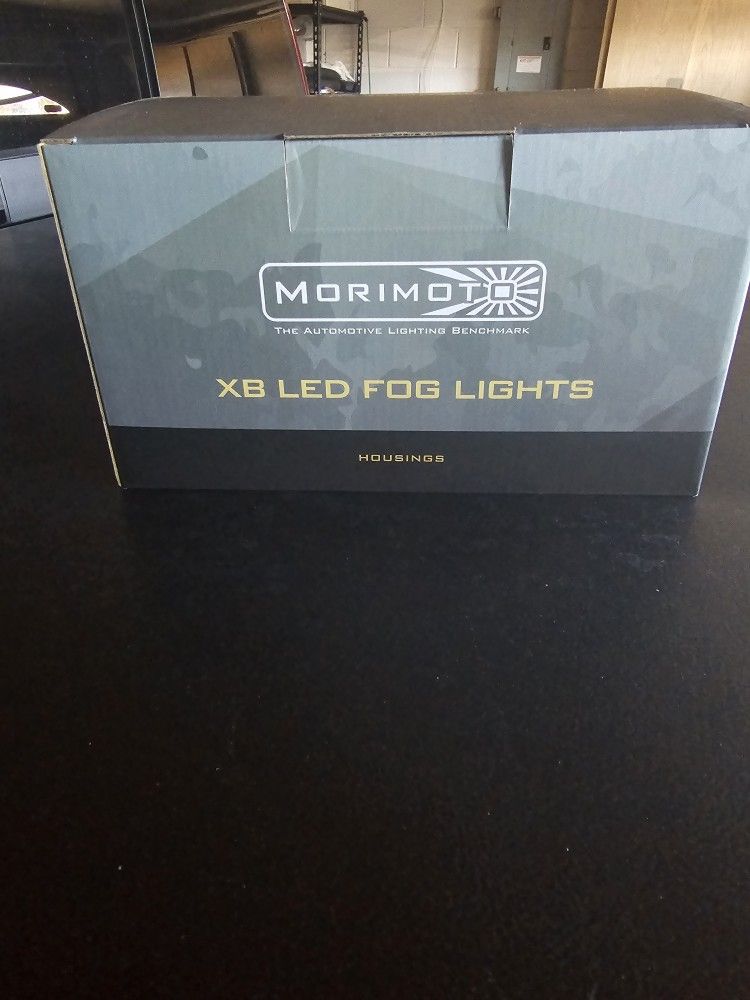 MORIMOTO
THE AUTOMOTIVE LIGHTING BENCHMARK
XB LED FOG LIGHTS
HOUSINGS